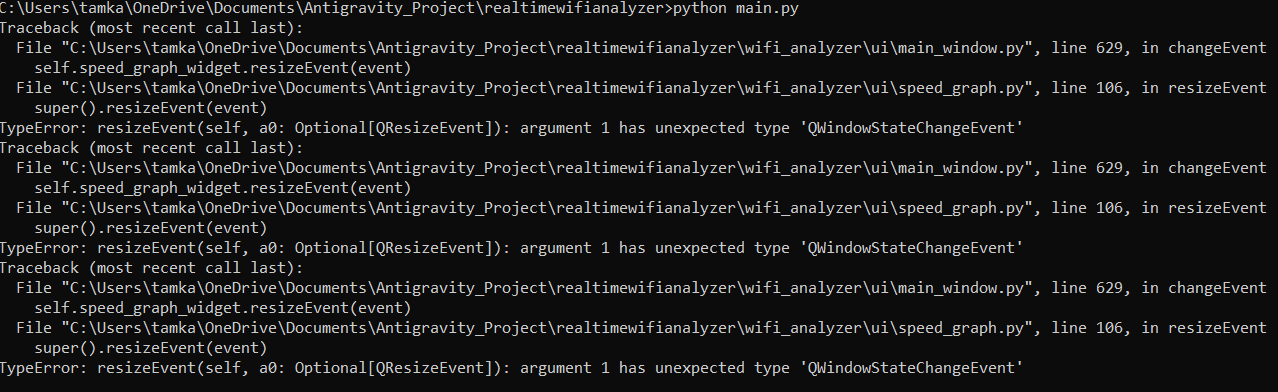 C:\Users\tamka\OneDrive\Documents\Antigravity_Project\realtimewifianalyzer>python main.py
Traceback (most recent call last):
  File "C:\Users\tamka\OneDrive\Documents\Antigravity_Project\realtimewifianalyzer\wifi_analyzer\ui\main_window.py", line 629, in changeEvent
    self.speed_graph_widget.resizeEvent(event)
  File "C:\Users\tamka\OneDrive\Documents\Antigravity_Project\realtimewifianalyzer\wifi_analyzer\ui\speed_graph.py", line 106, in resizeEvent
    super().resizeEvent(event)
TypeError: resizeEvent(self, a0: Optional[QResizeEvent]): argument 1 has unexpected type 'QWindowStateChangeEvent'
Traceback (most recent call last):
  File "C:\Users\tamka\OneDrive\Documents\Antigravity_Project\realtimewifianalyzer\wifi_analyzer\ui\main_window.py", line 629, in changeEvent
    self.speed_graph_widget.resizeEvent(event)
  File "C:\Users\tamka\OneDrive\Documents\Antigravity_Project\realtimewifianalyzer\wifi_analyzer\ui\speed_graph.py", line 106, in resizeEvent
    super().resizeEvent(event)
TypeError: resizeEvent(self, a0: Optional[QResizeEvent]): argument 1 has unexpected type 'QWindowStateChangeEvent'
Traceback (most recent call last):
  File "C:\Users\tamka\OneDrive\Documents\Antigravity_Project\realtimewifianalyzer\wifi_analyzer\ui\main_window.py", line 629, in changeEvent
    self.speed_graph_widget.resizeEvent(event)
  File "C:\Users\tamka\OneDrive\Documents\Antigravity_Project\realtimewifianalyzer\wifi_analyzer\ui\speed_graph.py", line 106, in resizeEvent
    super().resizeEvent(event)
TypeError: resizeEvent(self, a0: Optional[QResizeEvent]): argument 1 has unexpected type 'QWindowStateChangeEvent'